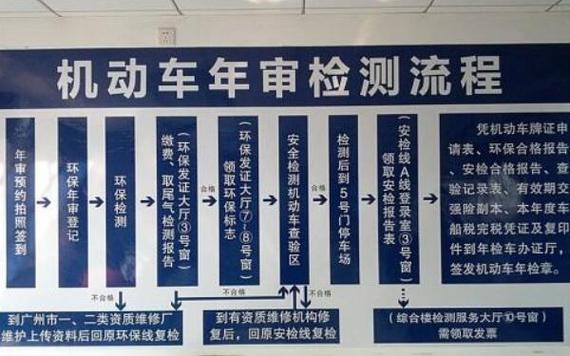 机动车年审检测流程
年审预约拍照签到
环保年审登记
环保检测
(环保发证大厅③号窗)
缴费、取尾气检测报告
合格
(环保发证大厅⑦~⑧号窗)
领取环保标志
安全检测机动车查验区
合格
检测后到5号门停车场
(安检线A线登录室③号窗)
领取安检报告表
凭机动车牌证申
请表、环保合格报告
、安检合格报告、查
验记录表、有效期交
强险副本、本年度车
船税完税凭证及复印
件到年检车办证厅,
签发机动车年检章。
不合格
不合格
不合格
到广州市一、二类资质维修厂
维护上传资料后回原环保线复检
到有资质维修机构修
复后,回原安检线复检
(综合楼检测服务大厅⑩号窗)
需领取发票